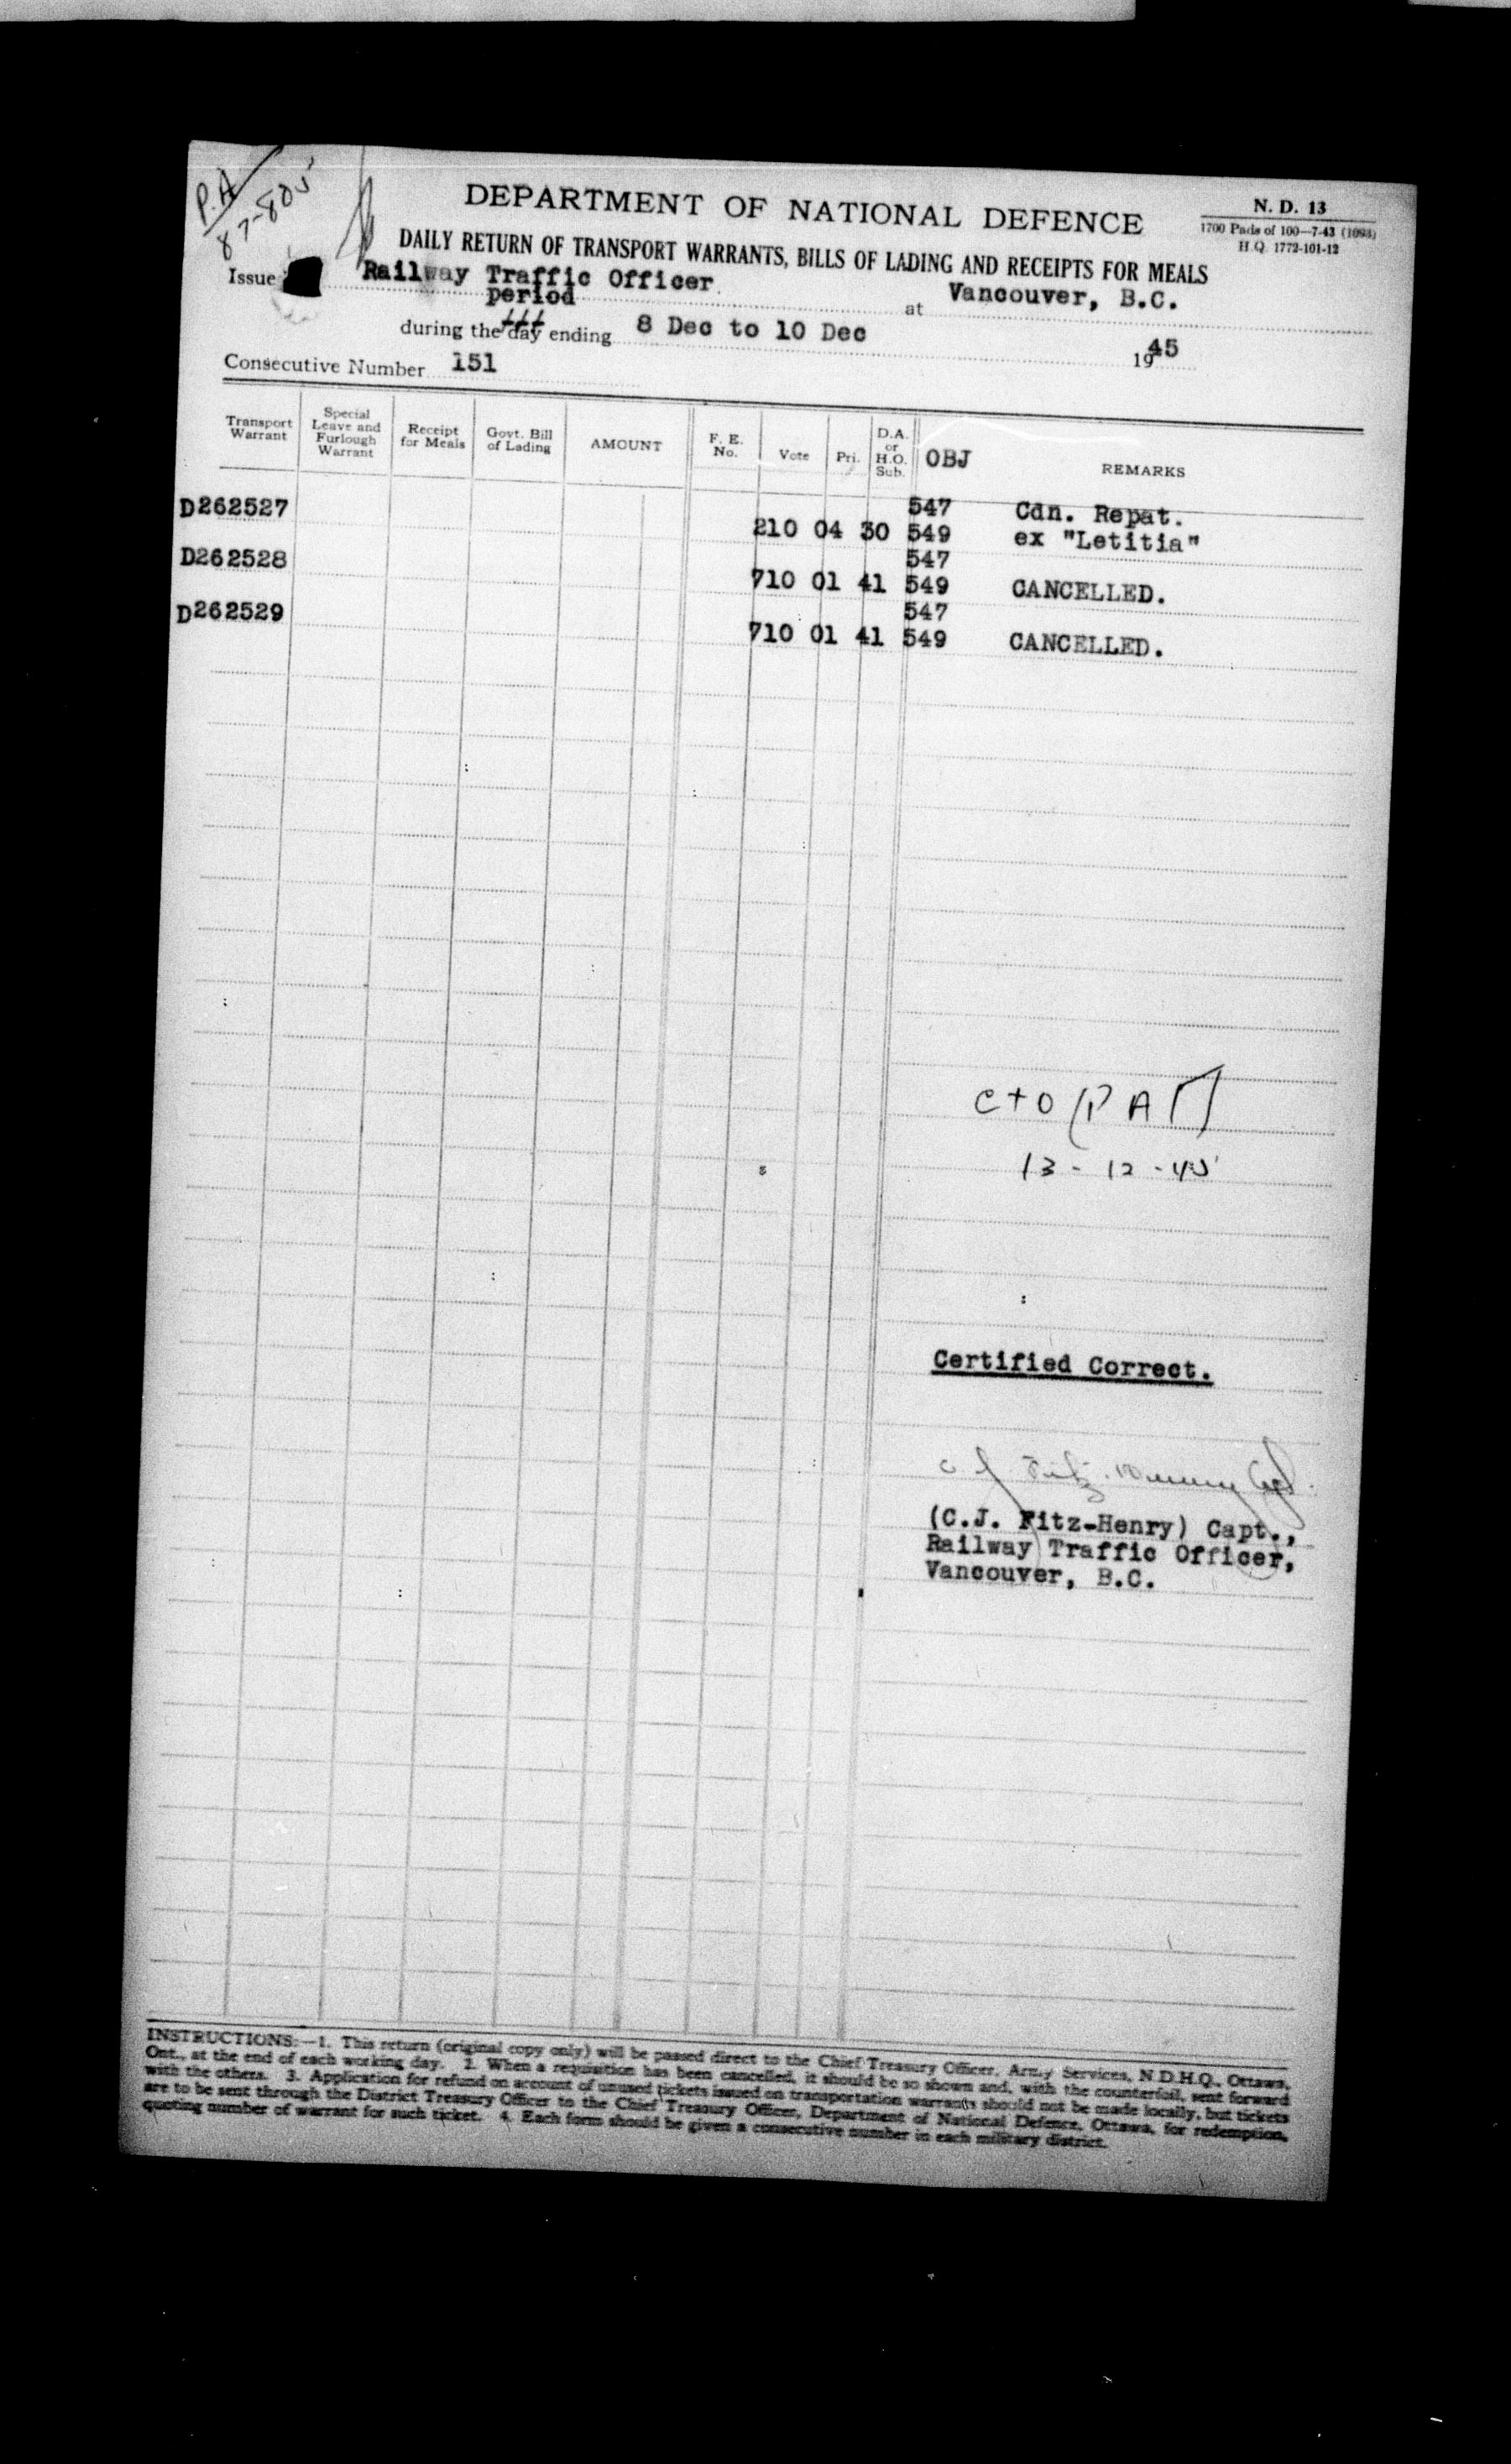 P.A
87-805
DEPARTMENT OF NATIONAL DEFENCE
N. D. 13
1700 Pads of 100—7-43 (1093)
H.Q. 1772-101-12
DAILY RETURN OF TRANSPORT WARRANTS, BILLS OF LADING AND RECEIPTS FOR MEALS
Issue Railway Traffic Officer at Vancouver, B.C.
period
during the day ending 8 Dec to 10 Dec 1945
Consecutive Number 151
Transport Warrant Special Leave and Furlough Warrant Receipt for Meals Govt. Bill of Lading AMOUNT F. E. No. Vote Pri. D.A. or H.O. Sub. OBJ REMARKS
D262527 547 Cdn. Repat.
210 04 30 549 ex "Letitia"
D262528 547
710 01 41 549 CANCELLED.
D262529 547
710 01 41 549 CANCELLED.
CTO (PAT)
13-12-45
Certified Correct.
C. J. Fitz-Henry Capt.
(C.J. Fitz-Henry) Capt.,
Railway Traffic Officer,
Vancouver, B.C.
INSTRUCTIONS:—1. This return (original copy only) will be passed direct to the Chief Treasury Officer, Army Services, N.D.H.Q., Ottawa,
Ont., at the end of each working day. 2. When a requisition has been cancelled, it should be so shown and, with the counterfoil, sent forward
with the others. 3. Application for refund on account of unused tickets issued on transportation warrants should not be made locally, but tickets
are to be sent through the District Treasury Officer to the Chief Treasury Officer, Department of National Defence, Ottawa, for redemption,
quoting number of warrant for such ticket. 4. Each form should be given a consecutive number in each military district.